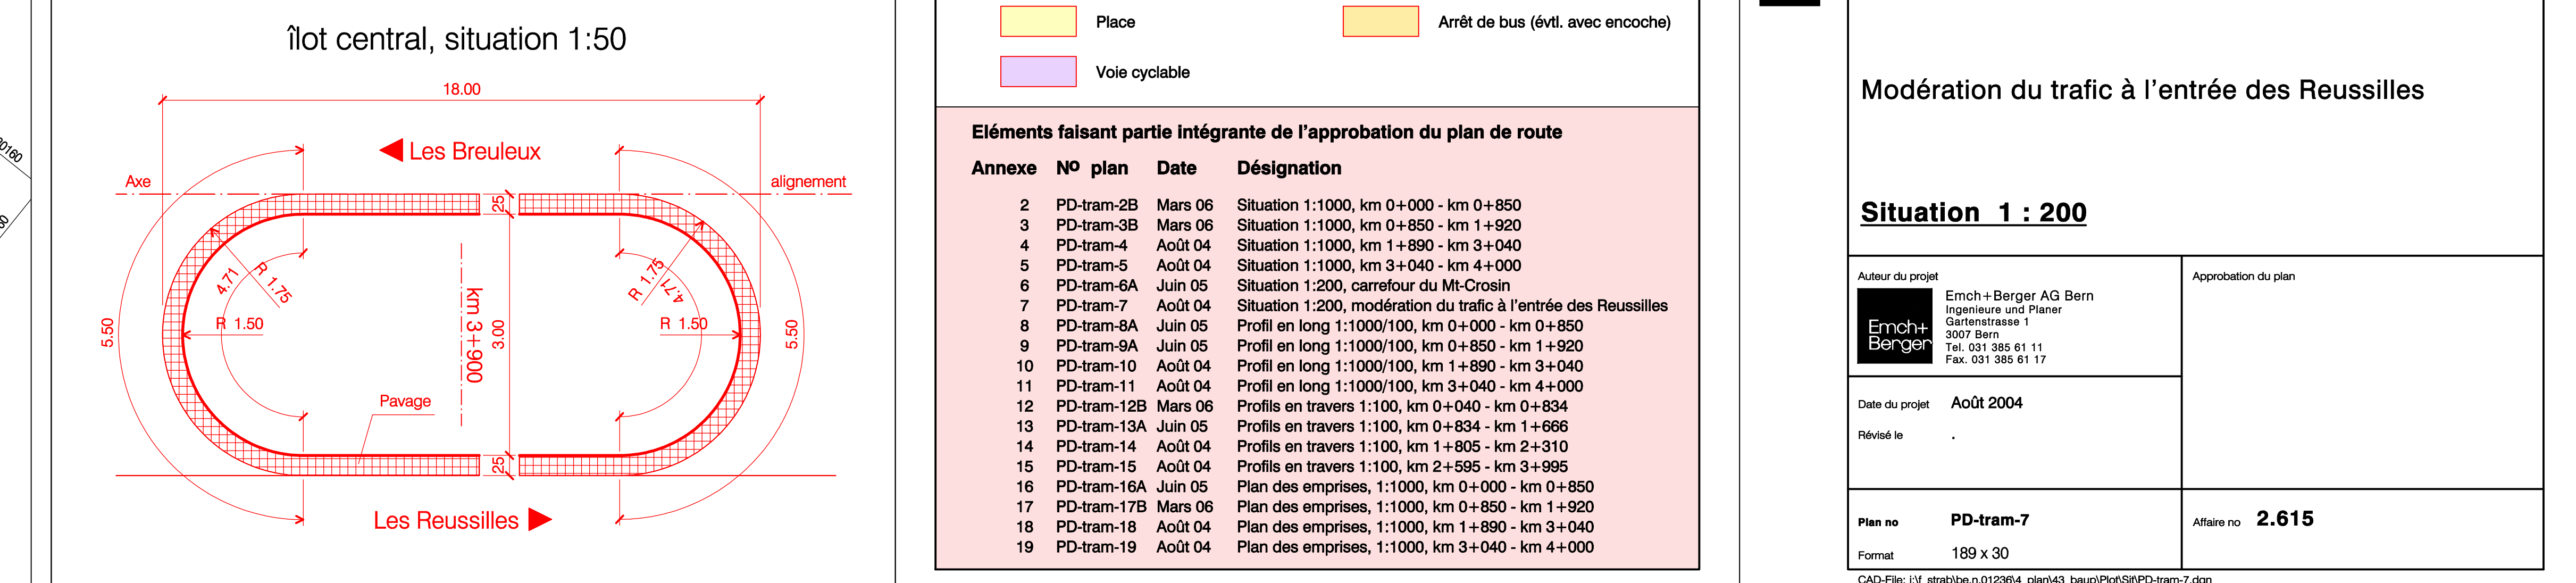 îlot central, situation 1:50
18.00
Les Breuleux
Axe
alignement
25
4.71
R 1.75
R 1.75
4.71
R 1.50
R 1.50
5.50
5.50
km 3+900
3.00
Pavage
25
Les Reussilles
Place
Arrêt de bus (évtl. avec encoche)
Voie cyclable
Eléments faisant partie intégrante de l'approbation du plan de route
Annexe Nº plan Date Désignation
2 PD-tram-2B Mars 06 Situation 1:1000, km 0+000 - km 0+850
3 PD-tram-3B Mars 06 Situation 1:1000, km 0+850 - km 1+920
4 PD-tram-4 Août 04 Situation 1:1000, km 1+890 - km 3+040
5 PD-tram-5 Août 04 Situation 1:1000, km 3+040 - km 4+000
6 PD-tram-6A Juin 05 Situation 1:200, carrefour du Mt-Crosin
7 PD-tram-7 Août 04 Situation 1:200, modération du trafic à l'entrée des Reussilles
8 PD-tram-8A Juin 05 Profil en long 1:1000/100, km 0+000 - km 0+850
9 PD-tram-9A Juin 05 Profil en long 1:1000/100, km 0+850 - km 1+920
10 PD-tram-10 Août 04 Profil en long 1:1000/100, km 1+890 - km 3+040
11 PD-tram-11 Août 04 Profil en long 1:1000/100, km 3+040 - km 4+000
12 PD-tram-12B Mars 06 Profils en travers 1:100, km 0+040 - km 0+834
13 PD-tram-13A Juin 05 Profils en travers 1:100, km 0+834 - km 1+666
14 PD-tram-14 Août 04 Profils en travers 1:100, km 1+805 - km 2+310
15 PD-tram-15 Août 04 Profils en travers 1:100, km 2+595 - km 3+995
16 PD-tram-16A Juin 05 Plan des emprises, 1:1000, km 0+000 - km 0+850
17 PD-tram-17B Mars 06 Plan des emprises, 1:1000, km 0+850 - km 1+920
18 PD-tram-18 Août 04 Plan des emprises, 1:1000, km 1+890 - km 3+040
19 PD-tram-19 Août 04 Plan des emprises, 1:1000, km 3+040 - km 4+000
Modération du trafic à l'entrée des Reussilles
Situation 1 : 200
Auteur du projet
Emch+
Berger
Emch+Berger AG Bern
Ingenieure und Planer
Gartenstrasse 1
3007 Bern
Tel. 031 385 61 11
Fax. 031 385 61 17
Approbation du plan
Date du projet Août 2004
Révisé le .
Plan no PD-tram-7
Affaire no 2.615
Format 189 x 30
CAD-File: i:\f_strab\be.n.01236\4_plan\43_baup\Plot\Sit\PD-tram-7.dgn